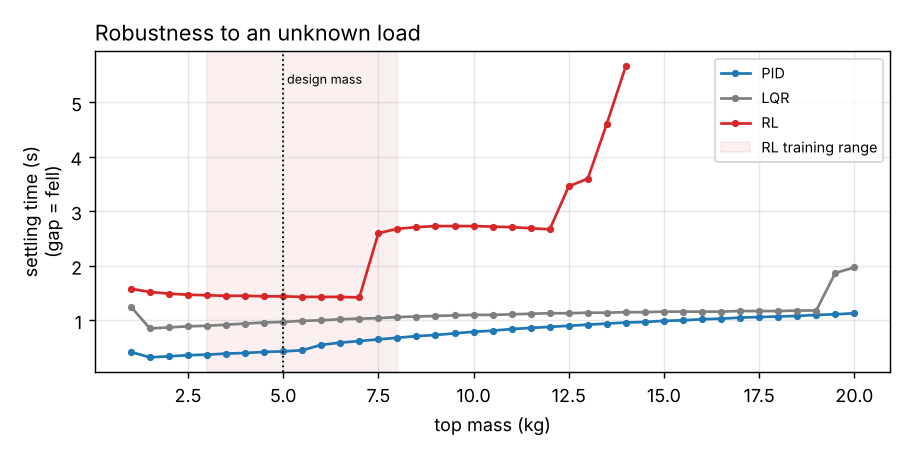 Robustness to an unknown load
design mass
PID
LQR
RL
RL training range
settling time (s)
(gap = fell)
5
4
3
2
1
2.5
5.0
7.5
10.0
12.5
15.0
17.5
20.0
top mass (kg)